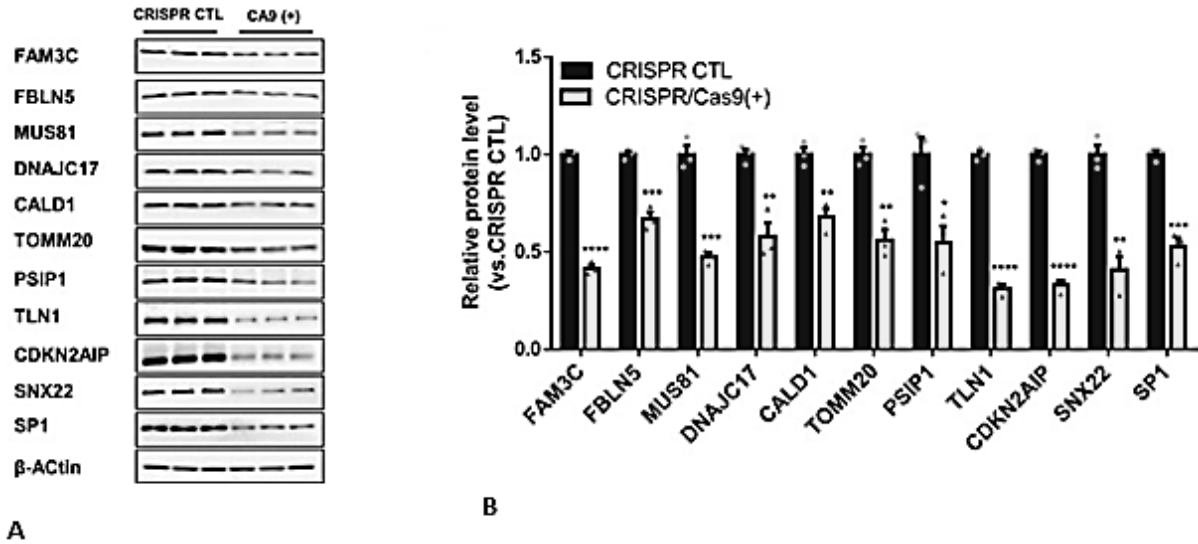 CRISPR CTL CA9 (+)
FAM3C
FBLN5
MUS81
DNAJC17
CALD1
TOMM20
PSIP1
TLN1
CDKN2AIP
SNX22
SP1
β-ACtin
A
CRISPR CTL
CRISPR/Cas9(+)
Relative protein level
(vs.CRISPR CTL)
1.5
1.0
0.5
0.0
****
***
***
**
**
**
*
****
****
**
***
FAM3C
FBLN5
MUS81
DNAJC17
CALD1
TOMM20
PSIP1
TLN1
CDKN2AIP
SNX22
SP1
B